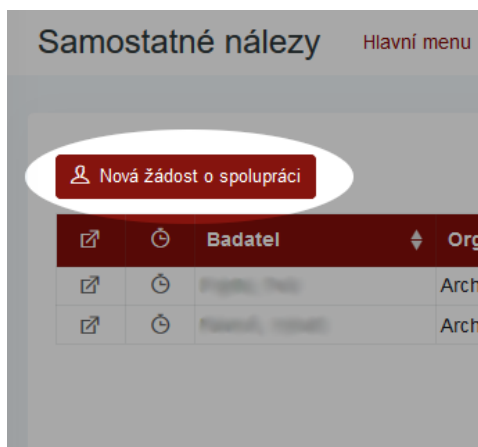 Samostatné nálezy Hlavní menu
Nová žádost o spolupráci
Badatel Org
Arch
Arch